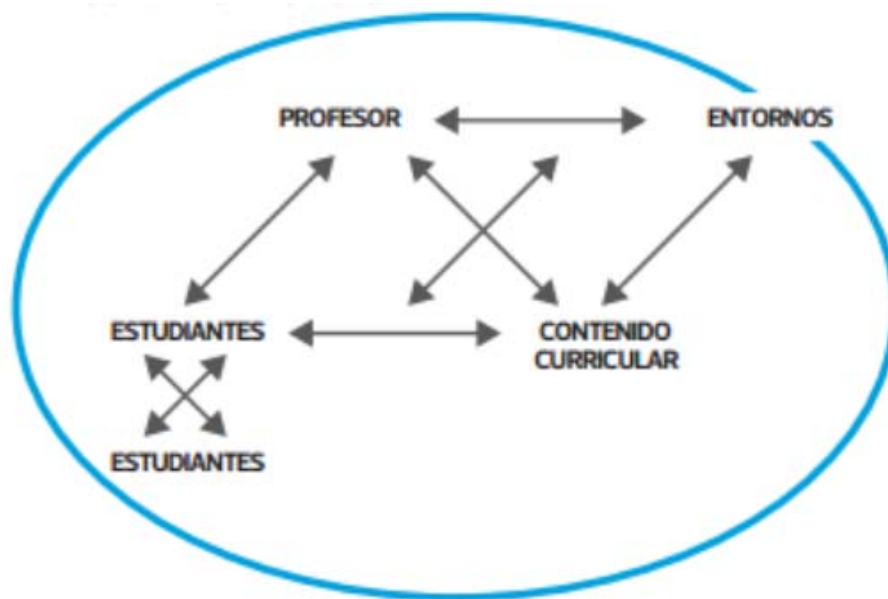 PROFESOR
ENTORNOS
ESTUDIANTES
CONTENIDO
CURRICULAR
ESTUDIANTES